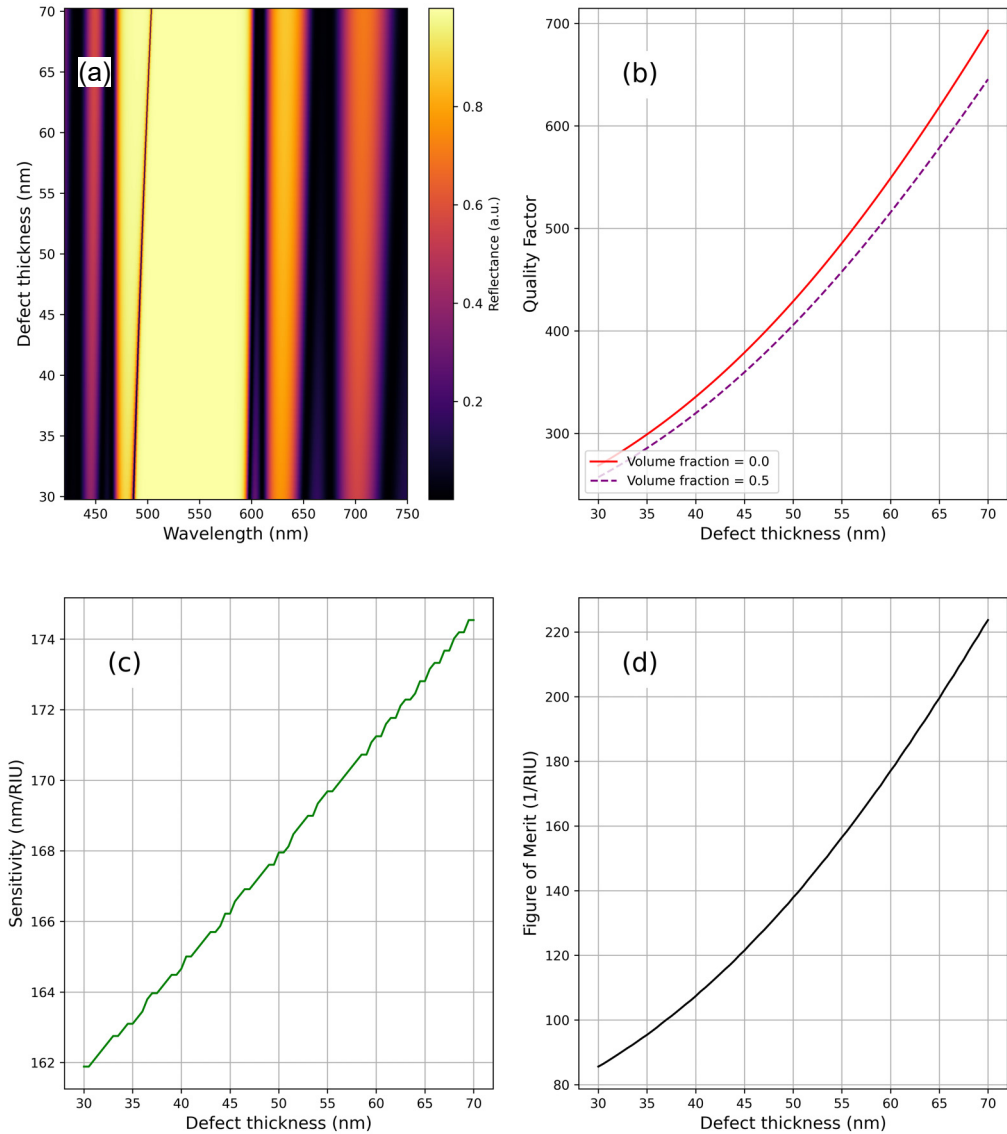 (a)
70
65
60
55
50
45
40
35
30
Defect thickness (nm)
450 500 550 600 650 700 750
Wavelength (nm)
0.8
0.6
0.4
0.2
Reflectance (a.u.)
(b)
700
600
500
400
300
Quality Factor
Volume fraction = 0.0
Volume fraction = 0.5
30 35 40 45 50 55 60 65 70
Defect thickness (nm)
(c)
174
172
170
168
166
164
162
Sensitivity (nm/RIU)
30 35 40 45 50 55 60 65 70
Defect thickness (nm)
(d)
220
200
180
160
140
120
100
80
Figure of Merit (1/RIU)
30 35 40 45 50 55 60 65 70
Defect thickness (nm)